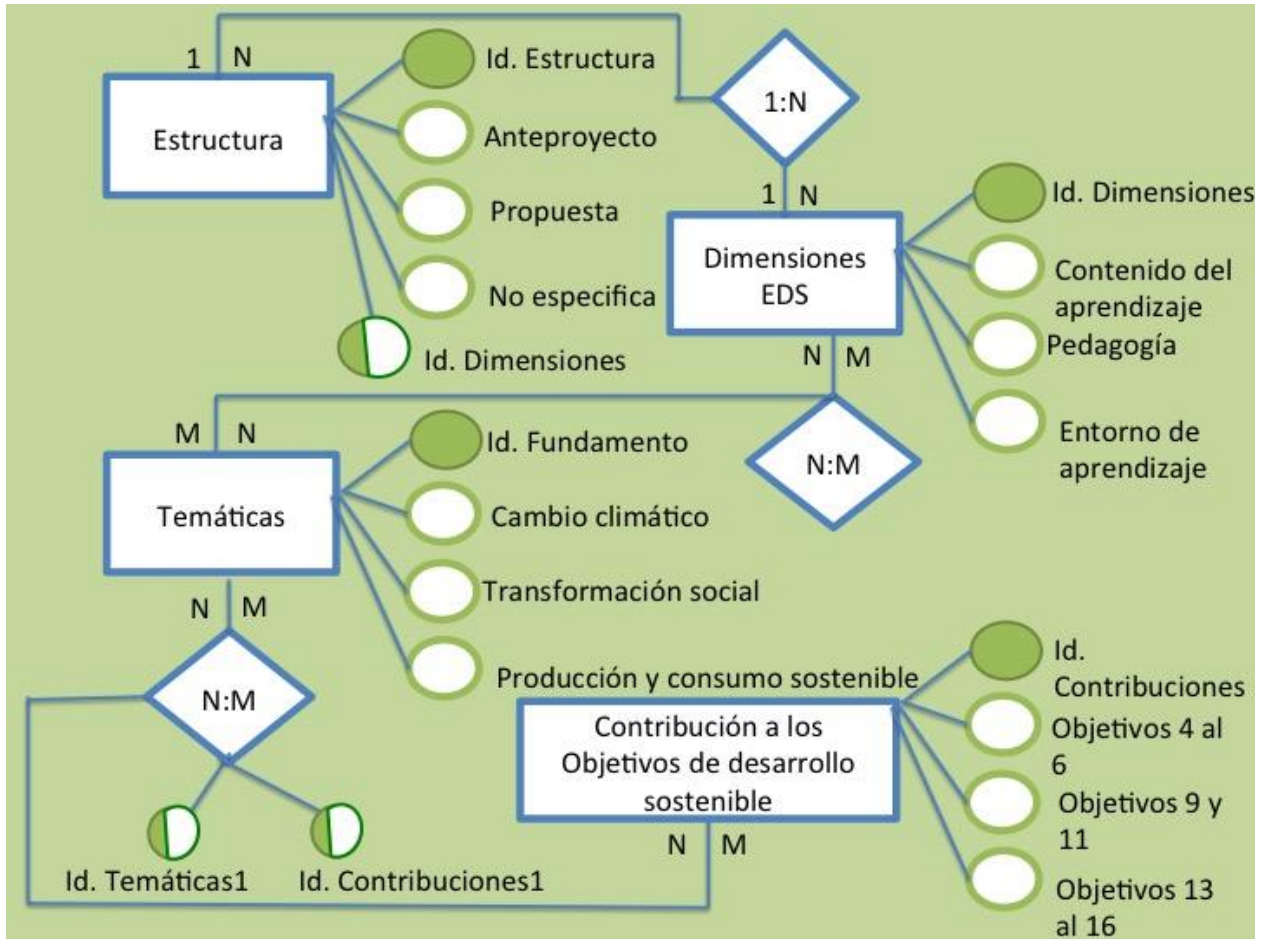 1 N
Estructura
Id. Estructura
Anteproyecto
Propuesta
No especifica
Id. Dimensiones
1:N
1 N
Dimensiones
EDS
Id. Dimensiones
Contenido del
aprendizaje
Pedagogía
Entorno de
aprendizaje
N M
N:M
M N
Temáticas
Id. Fundamento
Cambio climático
Transformación social
Producción y consumo sostenible
N M
N:M
Id. Temáticas1
Id. Contribuciones1
Contribución a los
Objetivos de desarrollo
sostenible
N M
Id.
Contribuciones
Objetivos 4 al
6
Objetivos 9 y
11
Objetivos 13
al 16